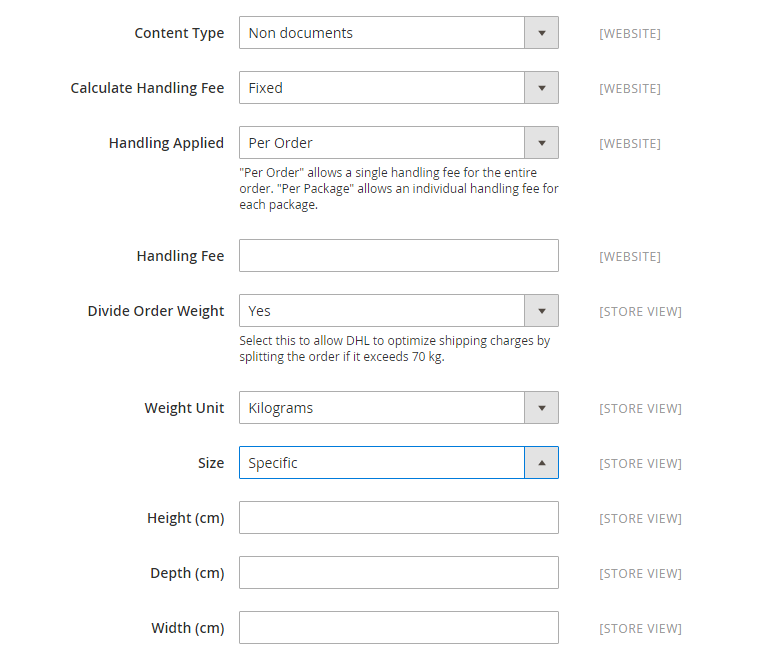 Content Type Non documents [WEBSITE]
Calculate Handling Fee Fixed [WEBSITE]
Handling Applied Per Order [WEBSITE]
"Per Order" allows a single handling fee for the entire
order. "Per Package" allows an individual handling fee for
each package.
Handling Fee [WEBSITE]
Divide Order Weight Yes [STORE VIEW]
Select this to allow DHL to optimize shipping charges by
splitting the order if it exceeds 70 kg.
Weight Unit Kilograms [STORE VIEW]
Size Specific [STORE VIEW]
Height (cm) [STORE VIEW]
Depth (cm) [STORE VIEW]
Width (cm) [STORE VIEW]